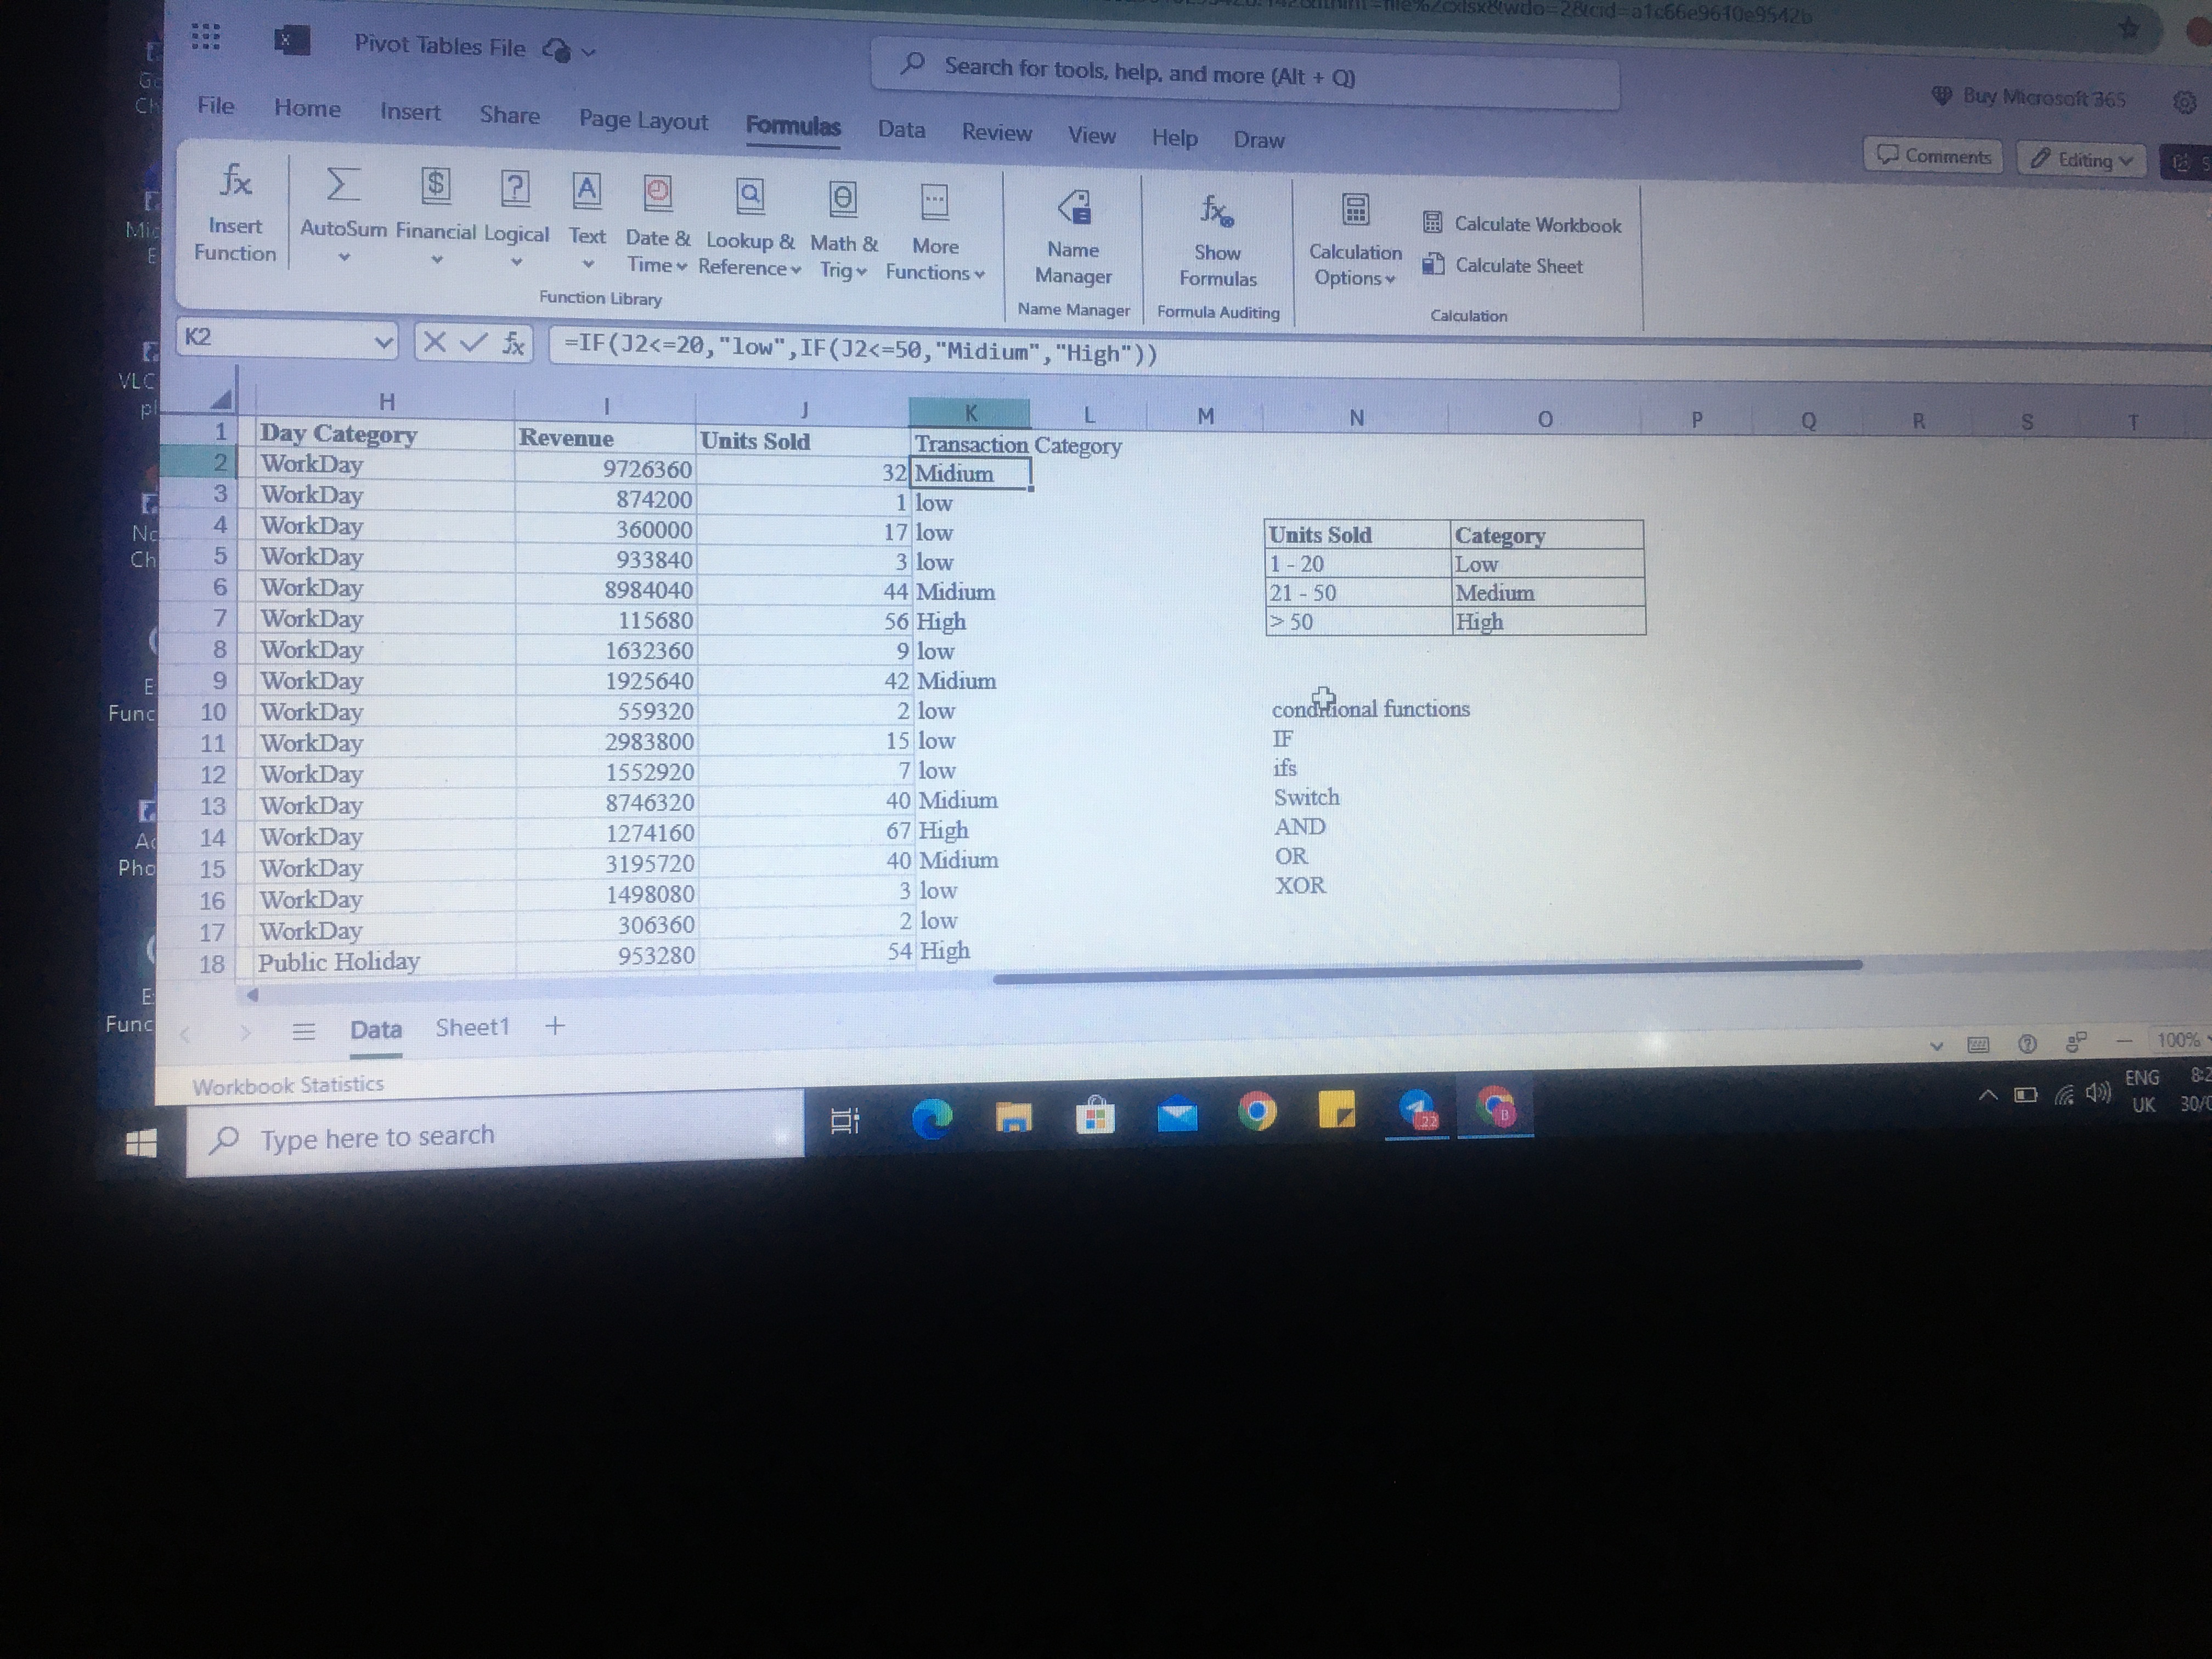 Pivot Tables File
Search for tools, help, and more (Alt + Q)
Buy Microsoft 365
File Home Insert Share Page Layout Formulas Data Review View Help Draw
Comments Editing
Insert Function
AutoSum Financial Logical Text Date & Time Lookup & Reference Math & Trig More Functions
Function Library
Name Manager
Name Manager
Show Formulas
Formula Auditing
Calculation Options
Calculate Workbook
Calculate Sheet
Calculation
K2 fx =IF(J2<=20,"low",IF(J2<=50,"Midium","High"))
H I J K L M N O P Q R S T
1 Day Category Revenue Units Sold Transaction Category
2 WorkDay 9726360 32 Midium
3 WorkDay 874200 1 low
4 WorkDay 360000 17 low
5 WorkDay 933840 3 low
6 WorkDay 8984040 44 Midium
7 WorkDay 115680 56 High
8 WorkDay 1632360 9 low
9 WorkDay 1925640 42 Midium
10 WorkDay 559320 2 low
11 WorkDay 2983800 15 low
12 WorkDay 1552920 7 low
13 WorkDay 8746320 40 Midium
14 WorkDay 1274160 67 High
15 WorkDay 3195720 40 Midium
16 WorkDay 1498080 3 low
17 WorkDay 306360 2 low
18 Public Holiday 953280 54 High
Units Sold Category
1 - 20 Low
21 - 50 Medium
> 50 High
conditional functions
IF
ifs
Switch
AND
OR
XOR
Data Sheet1 +
100%
Workbook Statistics
Type here to search
22
B
ENG
UK
VLC
Func
Pho
Func